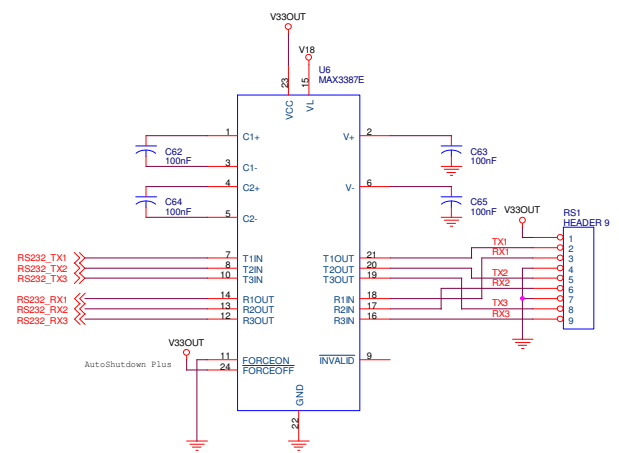 V33OUT
V18
U6
MAX3387E
23
15
VCC
VL
1
C1+
V+
2
C62
100nF
C63
100nF
3
C1-
4
C2+
V-
6
C64
100nF
C65
100nF
5
C2-
V33OUT
RS1
HEADER 9
RS232_TX1
7
T1IN
T1OUT
21
TX1
RX1
RS232_TX2
8
T2IN
T2OUT
20
TX2
RS232_TX3
10
T3IN
T3OUT
19
RX2
RS232_RX1
14
R1OUT
R1IN
18
RS232_RX2
13
R2OUT
R2IN
17
TX3
RS232_RX3
12
R3OUT
R3IN
16
RX3
1
2
3
4
5
6
7
8
9
V33OUT
AutoShutdown Plus
11
FORCEON
INVALID
9
24
FORCEOFF
GND
22